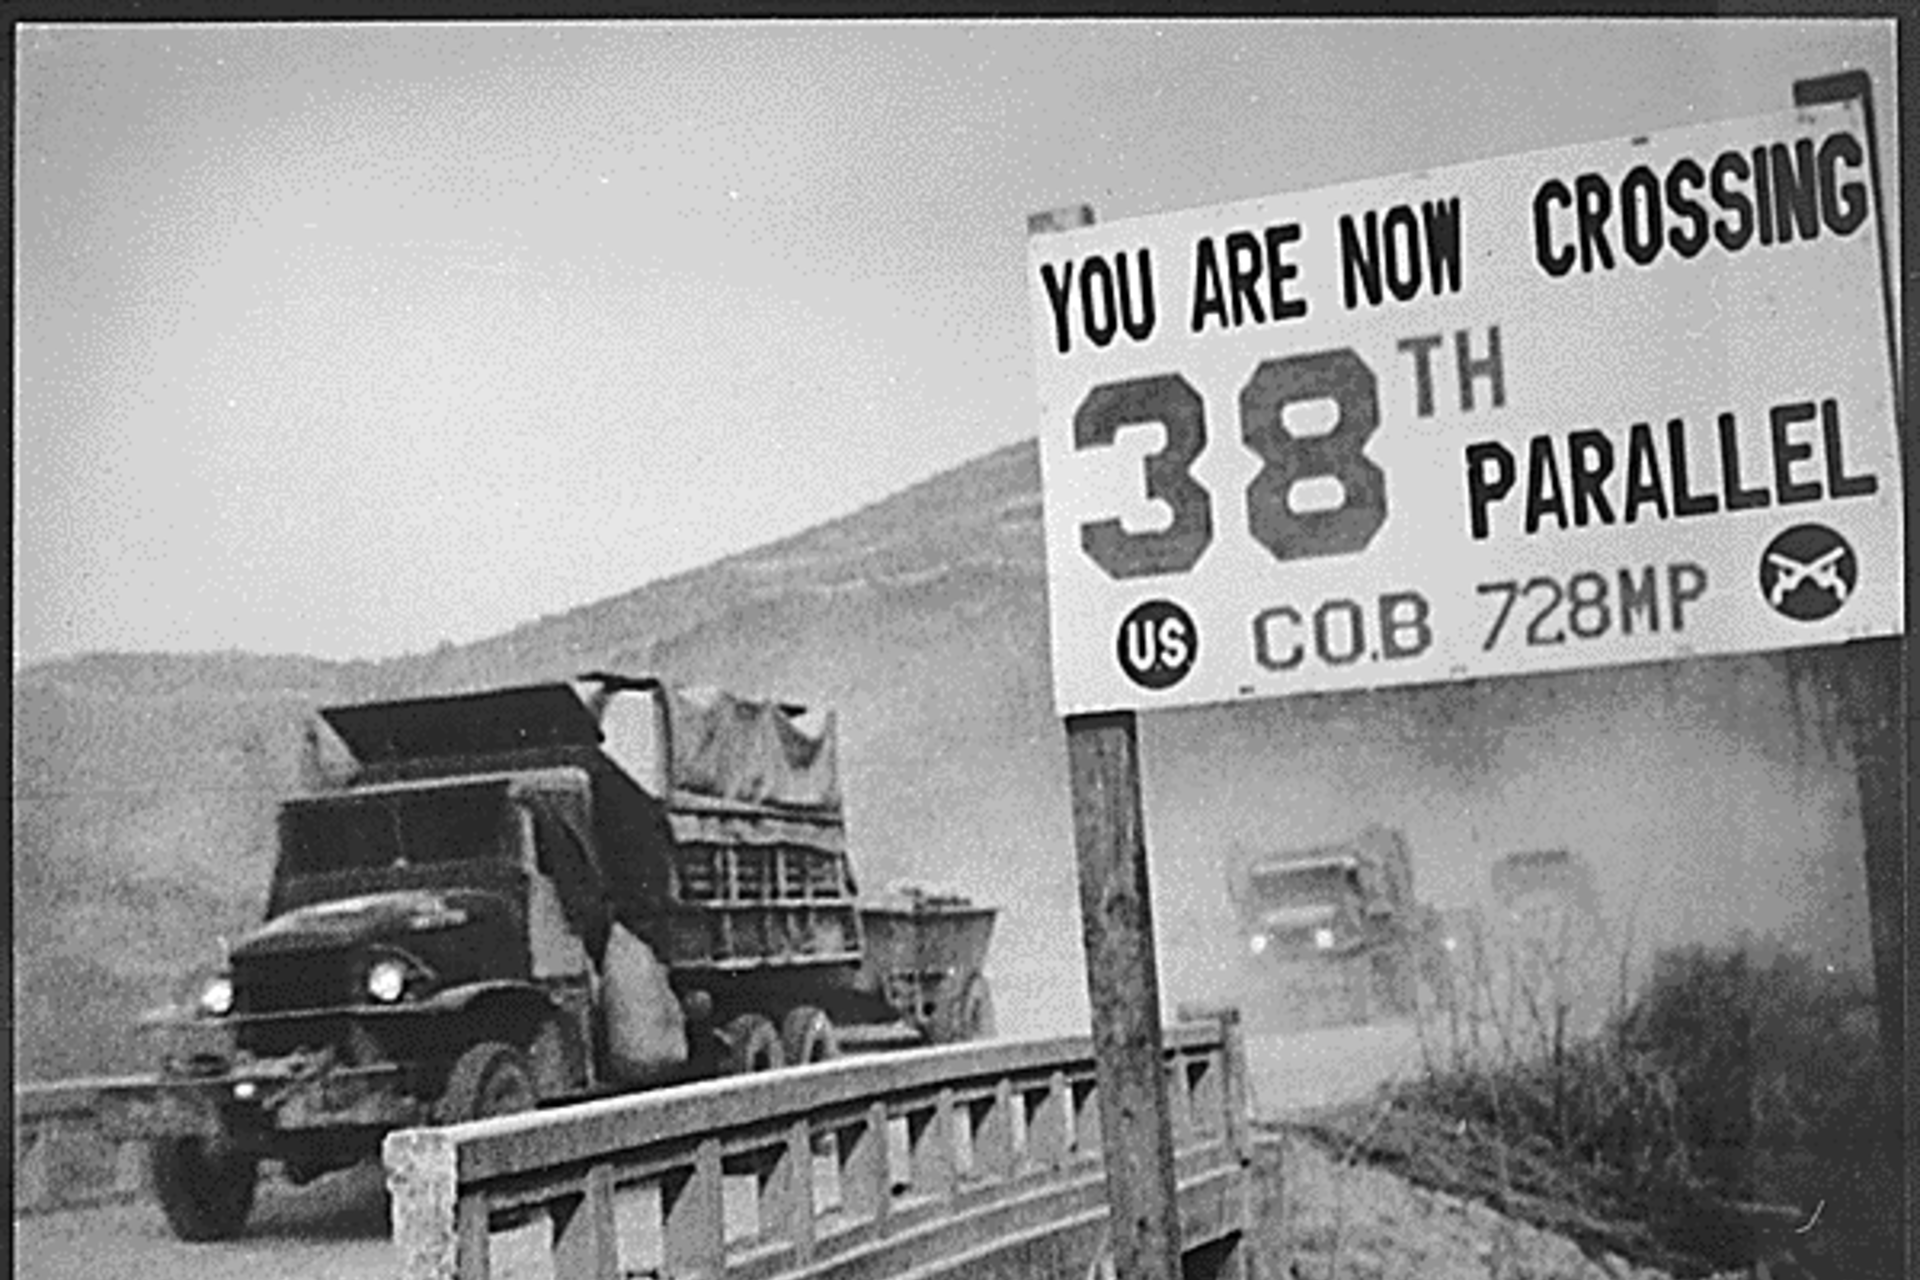 YOU ARE NOW CROSSING
38TH
PARALLEL
US CO.B 728MP